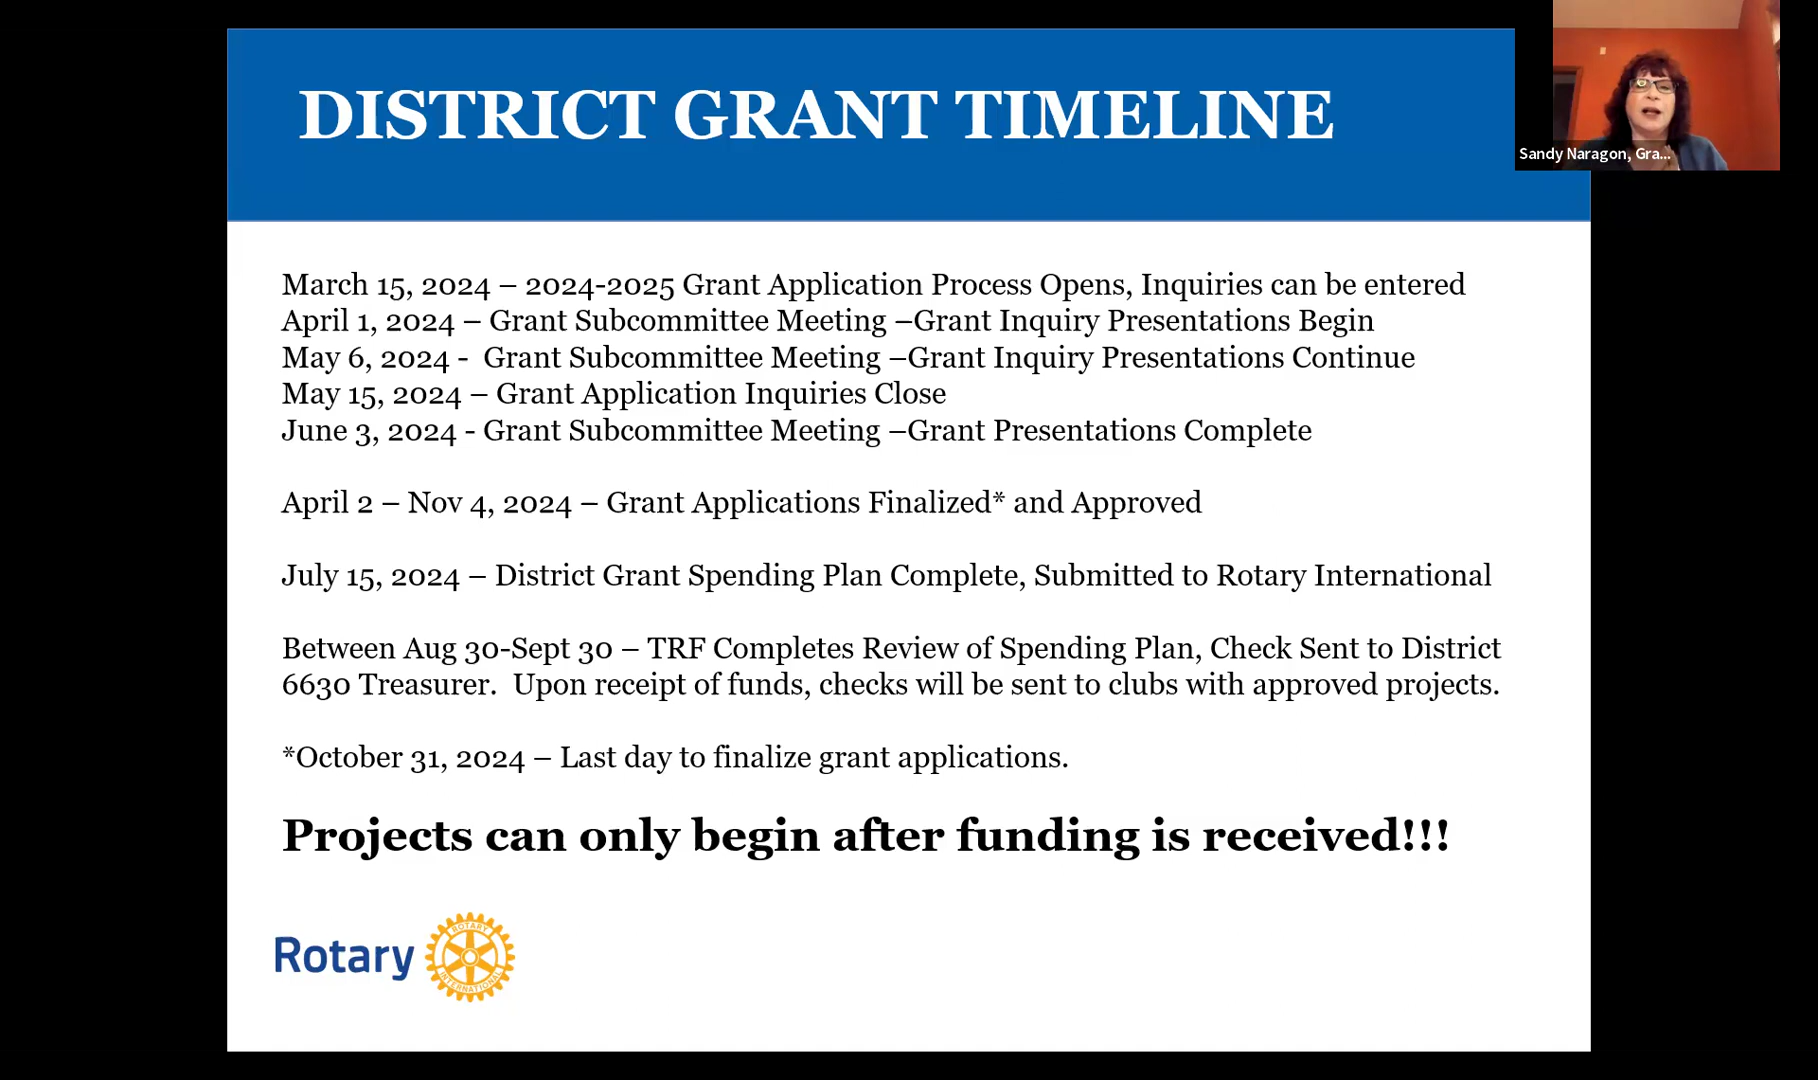 DISTRICT GRANT TIMELINE
Sandy Naragon, Gra...
March 15, 2024 – 2024-2025 Grant Application Process Opens, Inquiries can be entered
April 1, 2024 – Grant Subcommittee Meeting –Grant Inquiry Presentations Begin
May 6, 2024 -  Grant Subcommittee Meeting –Grant Inquiry Presentations Continue
May 15, 2024 – Grant Application Inquiries Close
June 3, 2024 - Grant Subcommittee Meeting –Grant Presentations Complete
April 2 – Nov 4, 2024 – Grant Applications Finalized* and Approved
July 15, 2024 – District Grant Spending Plan Complete, Submitted to Rotary International
Between Aug 30-Sept 30 – TRF Completes Review of Spending Plan, Check Sent to District
6630 Treasurer.  Upon receipt of funds, checks will be sent to clubs with approved projects.
*October 31, 2024 – Last day to finalize grant applications.
Projects can only begin after funding is received!!!
Rotary
ROTARY
INTERNATIONAL